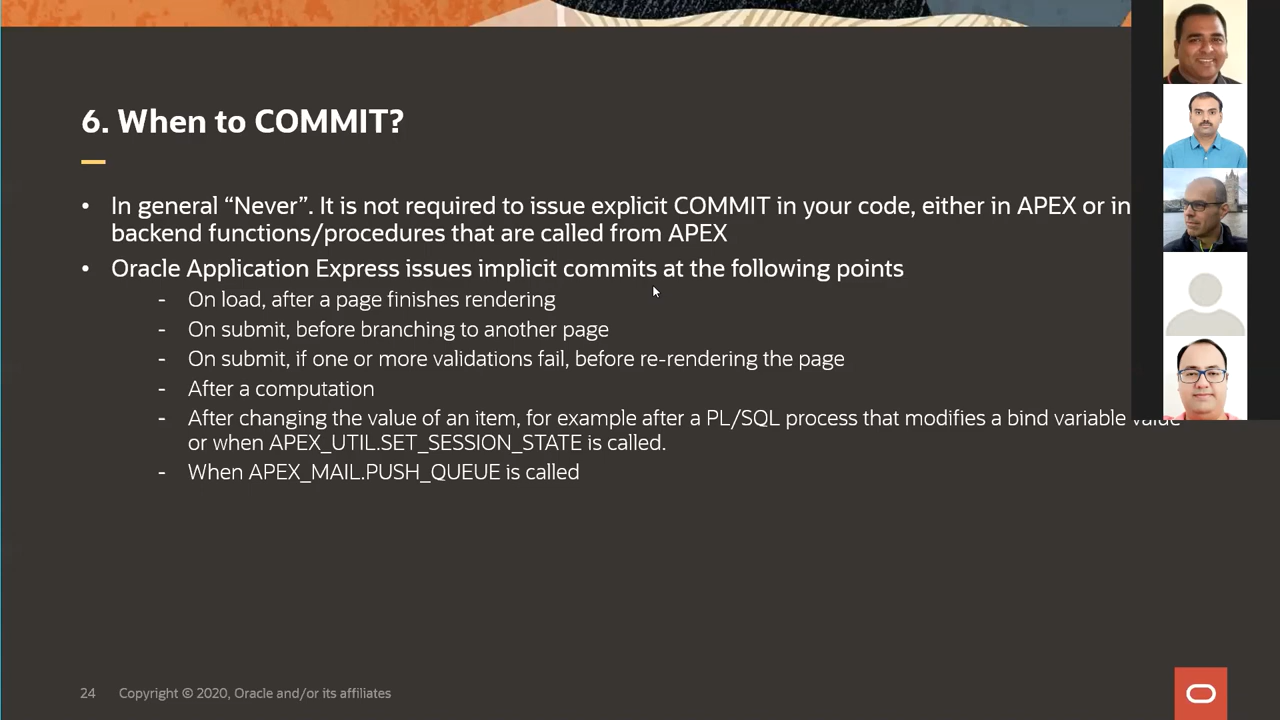 6. When to COMMIT?
• In general “Never”. It is not required to issue explicit COMMIT in your code, either in APEX or in
backend functions/procedures that are called from APEX
• Oracle Application Express issues implicit commits at the following points
- On load, after a page finishes rendering
- On submit, before branching to another page
- On submit, if one or more validations fail, before re-rendering the page
- After a computation
- After changing the value of an item, for example after a PL/SQL process that modifies a bind variable value
or when APEX_UTIL.SET_SESSION_STATE is called.
- When APEX_MAIL.PUSH_QUEUE is called
24 Copyright © 2020, Oracle and/or its affiliates